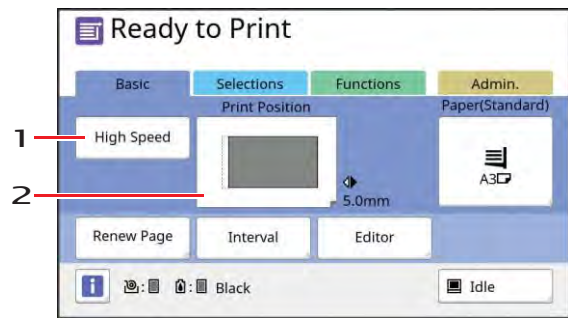 Ready to Print
Basic Selections Functions Admin.
Print Position Paper(Standard)
1 High Speed
A3
2 5.0mm
Renew Page Interval Editor
i : : Black Idle